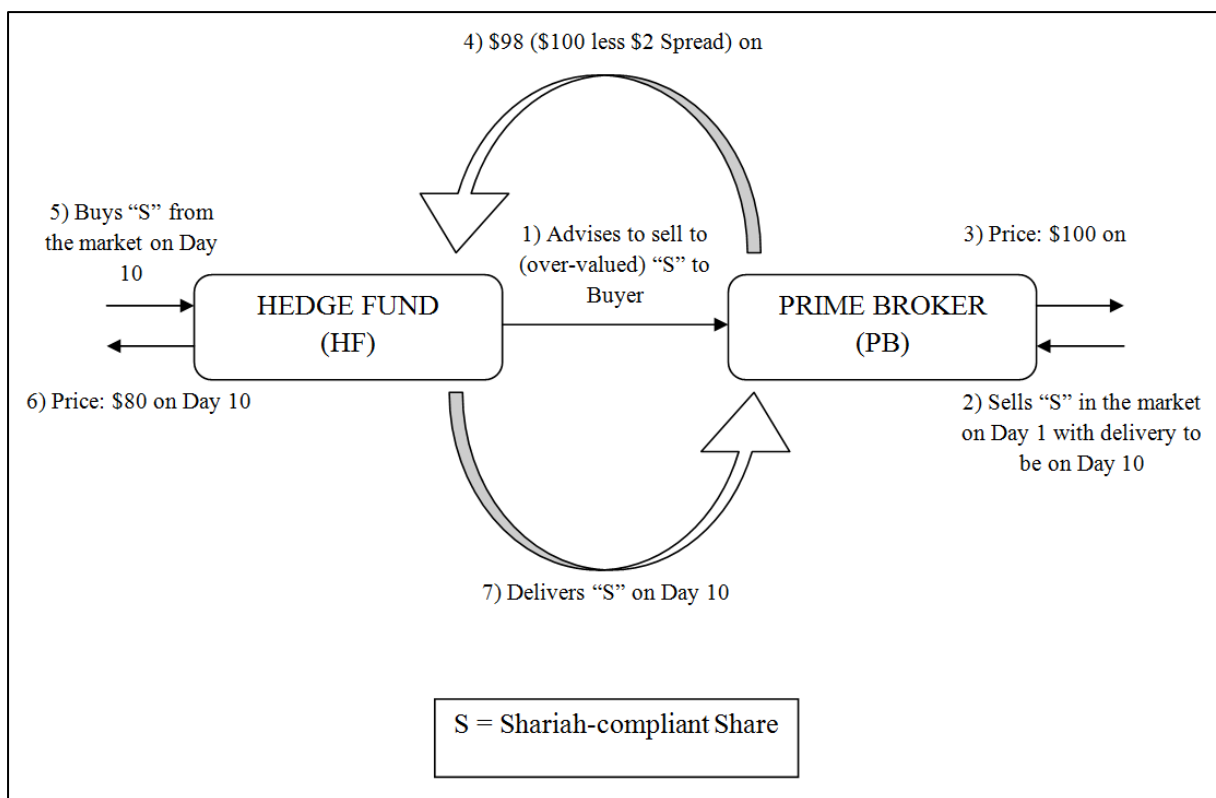 4) $98 ($100 less $2 Spread) on
5) Buys “S” from
the market on Day
10
1) Advises to sell to
(over-valued) “S” to
Buyer
3) Price: $100 on
HEDGE FUND
(HF)
PRIME BROKER
(PB)
6) Price: $80 on Day 10
2) Sells “S” in the market
on Day 1 with delivery to
be on Day 10
7) Delivers “S” on Day 10
S = Shariah-compliant Share